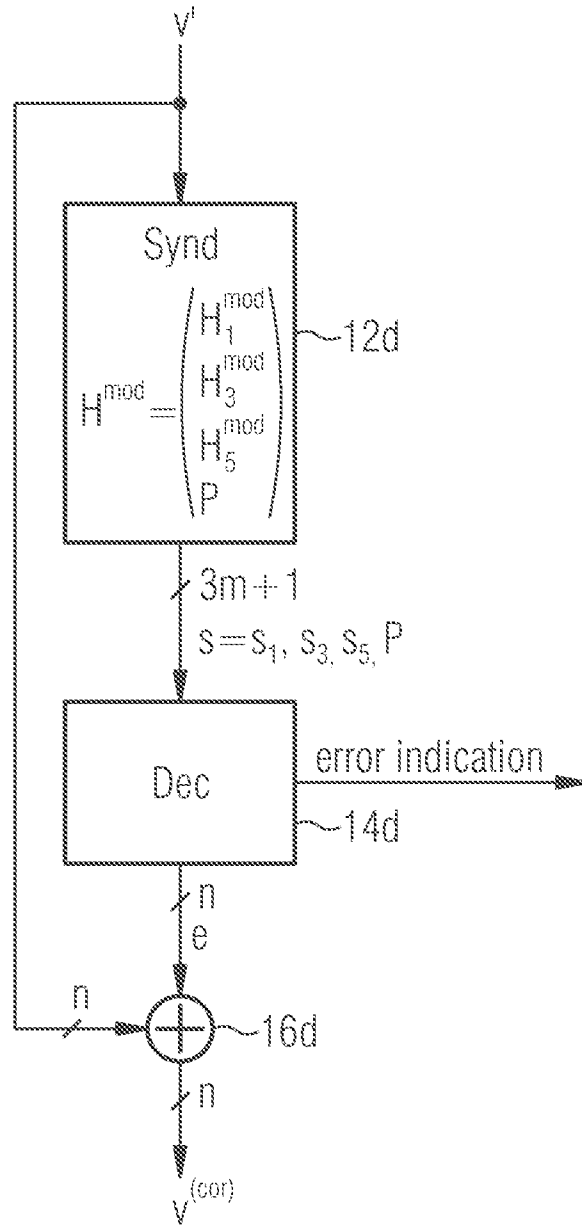 v'
Synd
H^mod = ( H_1^mod
H_3^mod
H_5^mod
P )
12d
3m+1
s=s_1, s_3, s_5, P
Dec
error indication
14d
n
e
n
16d
n
v^(cor)